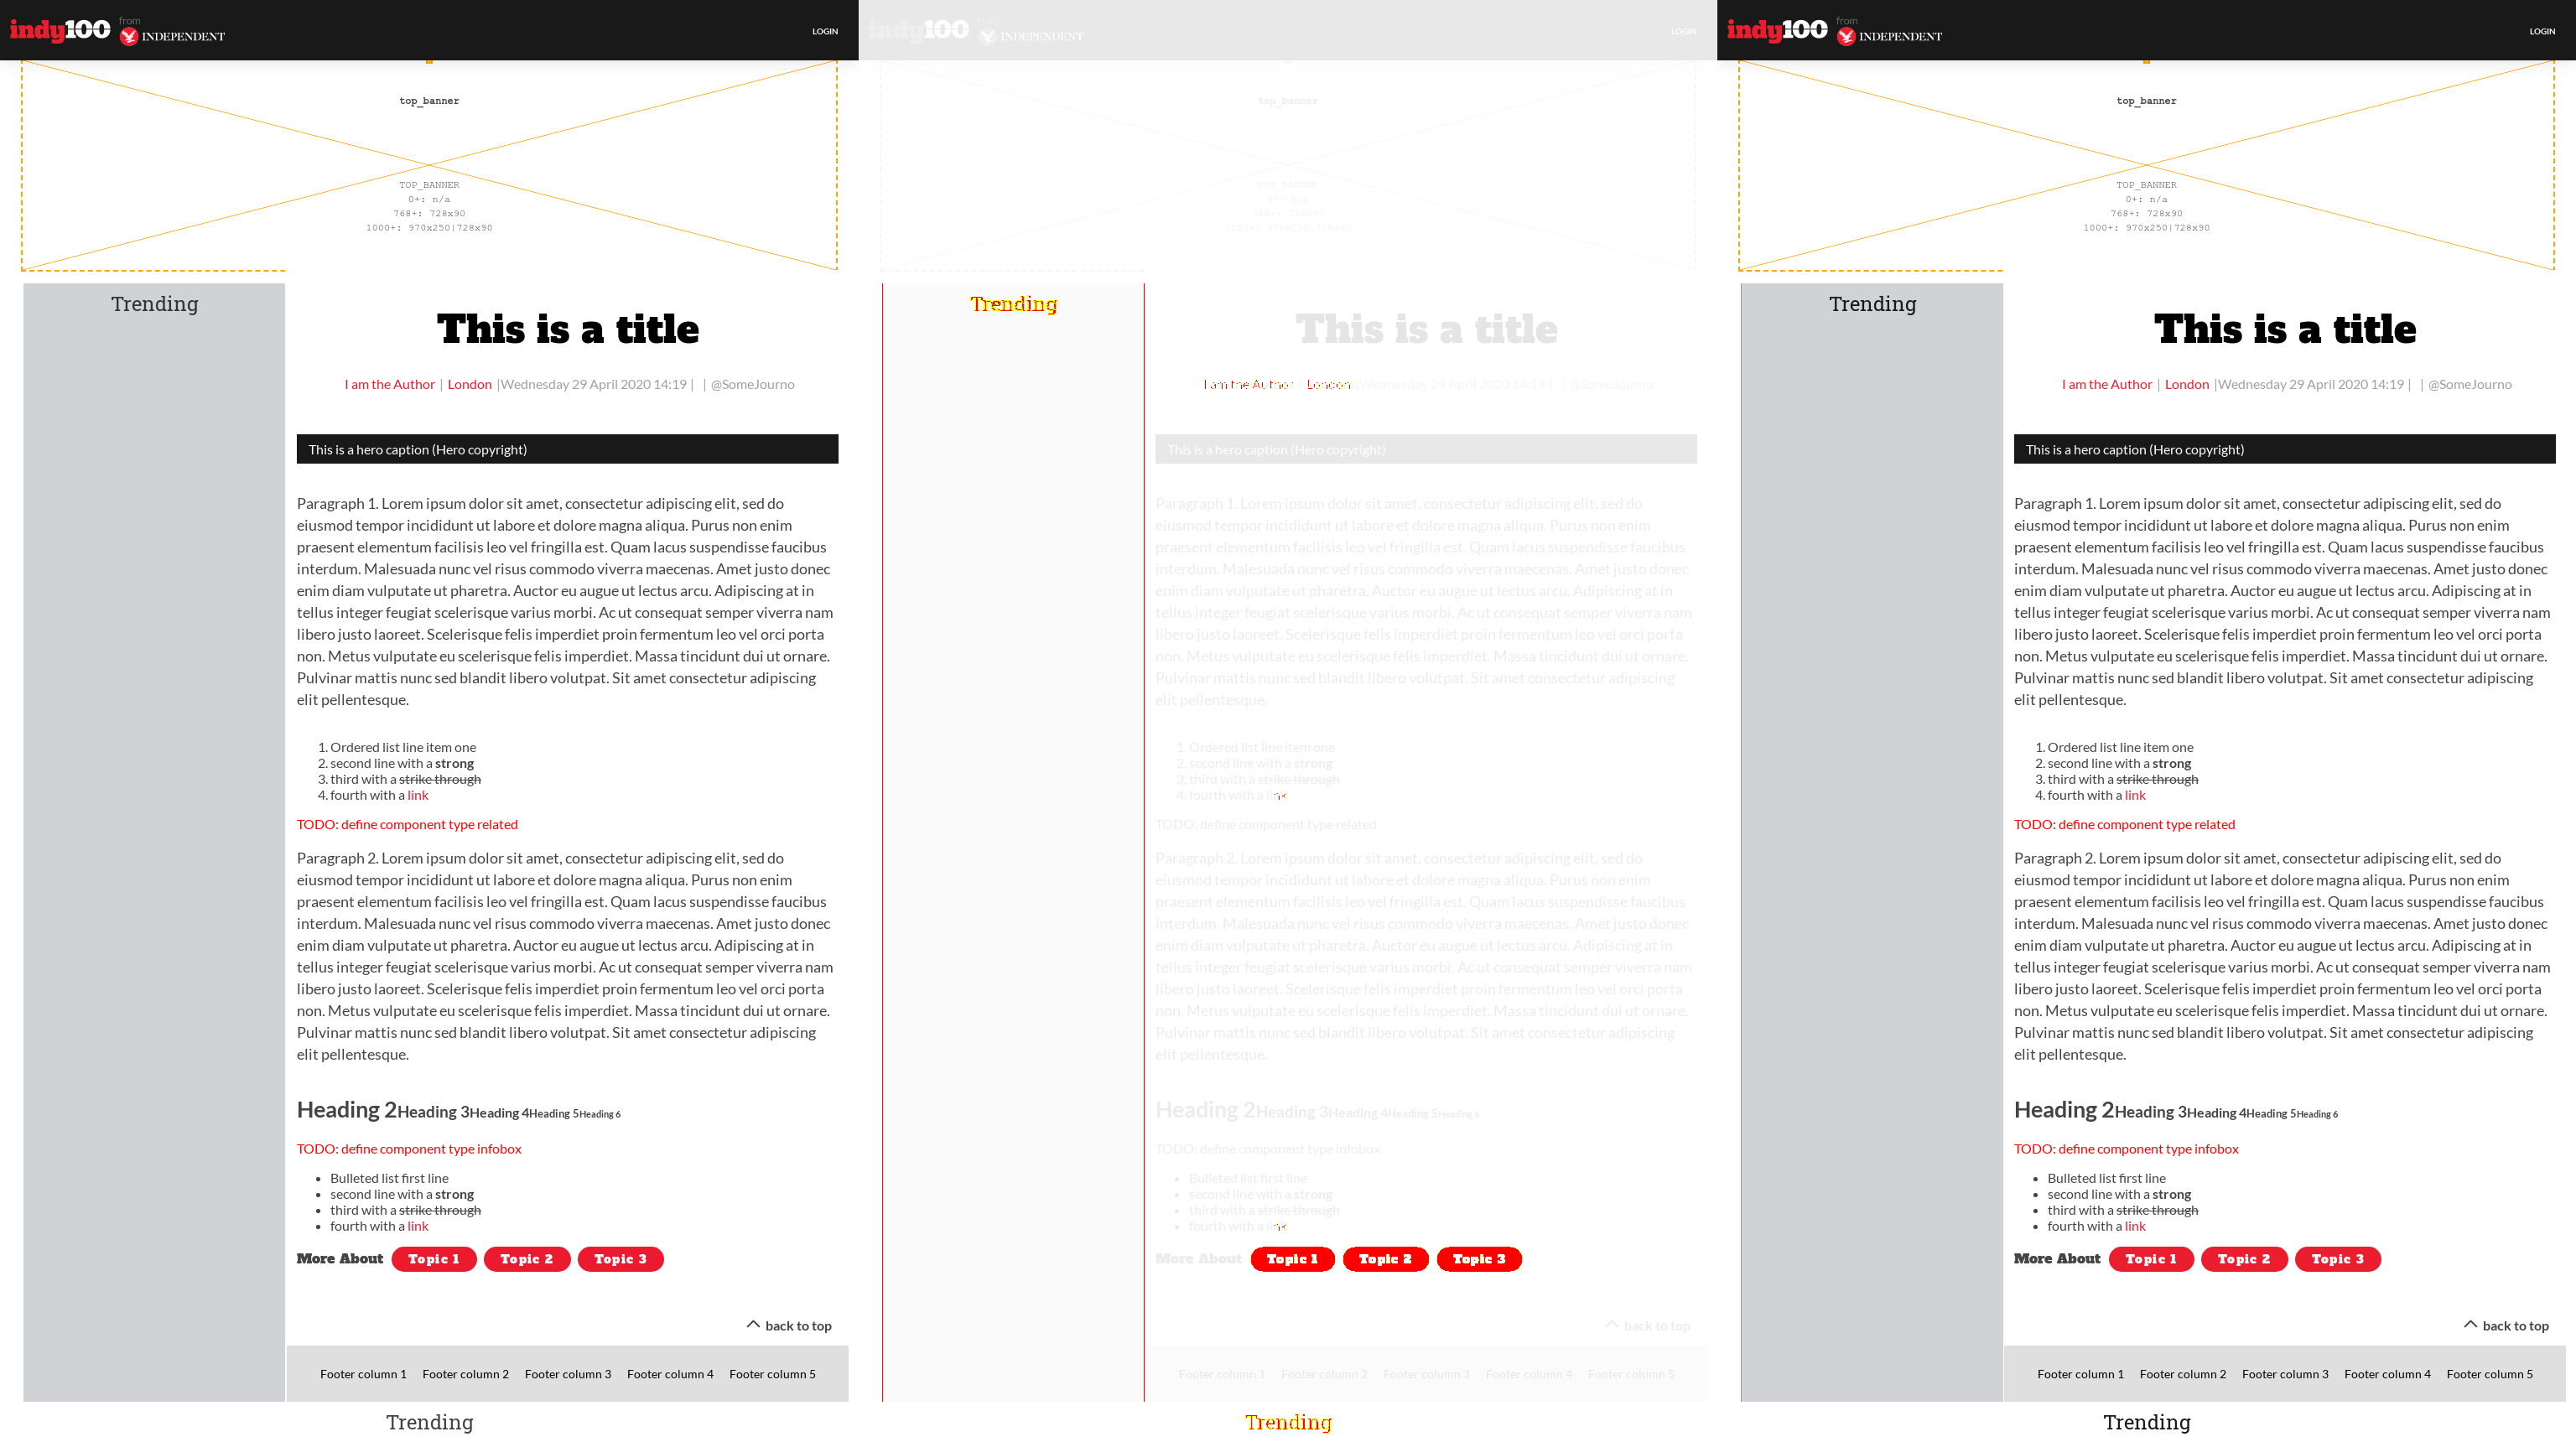 indy100
from
INDEPENDENT
LOGIN
top_banner
TOP_BANNER
0+: n/a
768+: 728x90
1000+: 970x250|728x90
Trending
This is a title
I am the Author | London |Wednesday 29 April 2020 14:19 | | @SomeJourno
This is a hero caption (Hero copyright)
Paragraph 1. Lorem ipsum dolor sit amet, consectetur adipiscing elit, sed do
eiusmod tempor incididunt ut labore et dolore magna aliqua. Purus non enim
praesent elementum facilisis leo vel fringilla est. Quam lacus suspendisse faucibus
interdum. Malesuada nunc vel risus commodo viverra maecenas. Amet justo donec
enim diam vulputate ut pharetra. Auctor eu augue ut lectus arcu. Adipiscing at in
tellus integer feugiat scelerisque varius morbi. Ac ut consequat semper viverra nam
libero justo laoreet. Scelerisque felis imperdiet proin fermentum leo vel orci porta
non. Metus vulputate eu scelerisque felis imperdiet. Massa tincidunt dui ut ornare.
Pulvinar mattis nunc sed blandit libero volutpat. Sit amet consectetur adipiscing
elit pellentesque.
1. Ordered list line item one
2. second line with a strong
3. third with a strike through
4. fourth with a link
TODO: define component type related
Paragraph 2. Lorem ipsum dolor sit amet, consectetur adipiscing elit, sed do
eiusmod tempor incididunt ut labore et dolore magna aliqua. Purus non enim
praesent elementum facilisis leo vel fringilla est. Quam lacus suspendisse faucibus
interdum. Malesuada nunc vel risus commodo viverra maecenas. Amet justo donec
enim diam vulputate ut pharetra. Auctor eu augue ut lectus arcu. Adipiscing at in
tellus integer feugiat scelerisque varius morbi. Ac ut consequat semper viverra nam
libero justo laoreet. Scelerisque felis imperdiet proin fermentum leo vel orci porta
non. Metus vulputate eu scelerisque felis imperdiet. Massa tincidunt dui ut ornare.
Pulvinar mattis nunc sed blandit libero volutpat. Sit amet consectetur adipiscing
elit pellentesque.
Heading 2Heading 3Heading 4Heading 5Heading 6
TODO: define component type infobox
• Bulleted list first line
• second line with a strong
• third with a strike through
• fourth with a link
More About Topic 1 Topic 2 Topic 3
back to top
Footer column 1 Footer column 2 Footer column 3 Footer column 4 Footer column 5
Trending
indy100
INDEPENDENT
LOGIN
top_banner
TOP_BANNER
0+: n/a
768+: 728x90
1000+: 970x250|728x90
Trending
This is a title
I am the Author London |Wednesday 29 April 2020 14:19 | | @SomeJourno
This is a hero caption (Hero copyright)
Paragraph 1. Lorem ipsum dolor sit amet, consectetur adipiscing elit, sed do
eiusmod tempor incididunt ut labore et dolore magna aliqua. Purus non enim
praesent elementum facilisis leo vel fringilla est. Quam lacus suspendisse faucibus
interdum. Malesuada nunc vel risus commodo viverra maecenas. Amet justo donec
enim diam vulputate ut pharetra. Auctor eu augue ut lectus arcu. Adipiscing at in
tellus integer feugiat scelerisque varius morbi. Ac ut consequat semper viverra nam
libero justo laoreet. Scelerisque felis imperdiet proin fermentum leo vel orci porta
non. Metus vulputate eu scelerisque felis imperdiet. Massa tincidunt dui ut ornare.
Pulvinar mattis nunc sed blandit libero volutpat. Sit amet consectetur adipiscing
elit pellentesque.
1. Ordered list line item one
2. second line with a strong
3. third with a strike through
4. fourth with a link
TODO: define component type related
Paragraph 2. Lorem ipsum dolor sit amet, consectetur adipiscing elit, sed do
eiusmod tempor incididunt ut labore et dolore magna aliqua. Purus non enim
praesent elementum facilisis leo vel fringilla est. Quam lacus suspendisse faucibus
interdum. Malesuada nunc vel risus commodo viverra maecenas. Amet justo donec
enim diam vulputate ut pharetra. Auctor eu augue ut lectus arcu. Adipiscing at in
tellus integer feugiat scelerisque varius morbi. Ac ut consequat semper viverra nam
libero justo laoreet. Scelerisque felis imperdiet proin fermentum leo vel orci porta
non. Metus vulputate eu scelerisque felis imperdiet. Massa tincidunt dui ut ornare.
Pulvinar mattis nunc sed blandit libero volutpat. Sit amet consectetur adipiscing
elit pellentesque.
Heading 2Heading 3Heading 4Heading 5Heading 6
TODO: define component type infobox
• Bulleted list first line
• second line with a strong
• third with a strike through
• fourth with a link
More About Topic 1 Topic 2 Topic 3
back to top
Footer column 1 Footer column 2 Footer column 3 Footer column 4 Footer column 5
Trending
indy100
from
INDEPENDENT
LOGIN
top_banner
TOP_BANNER
0+: n/a
768+: 728x90
1000+: 970x250|728x90
Trending
This is a title
I am the Author | London |Wednesday 29 April 2020 14:19 | | @SomeJourno
This is a hero caption (Hero copyright)
Paragraph 1. Lorem ipsum dolor sit amet, consectetur adipiscing elit, sed do
eiusmod tempor incididunt ut labore et dolore magna aliqua. Purus non enim
praesent elementum facilisis leo vel fringilla est. Quam lacus suspendisse faucibus
interdum. Malesuada nunc vel risus commodo viverra maecenas. Amet justo donec
enim diam vulputate ut pharetra. Auctor eu augue ut lectus arcu. Adipiscing at in
tellus integer feugiat scelerisque varius morbi. Ac ut consequat semper viverra nam
libero justo laoreet. Scelerisque felis imperdiet proin fermentum leo vel orci porta
non. Metus vulputate eu scelerisque felis imperdiet. Massa tincidunt dui ut ornare.
Pulvinar mattis nunc sed blandit libero volutpat. Sit amet consectetur adipiscing
elit pellentesque.
1. Ordered list line item one
2. second line with a strong
3. third with a strike through
4. fourth with a link
TODO: define component type related
Paragraph 2. Lorem ipsum dolor sit amet, consectetur adipiscing elit, sed do
eiusmod tempor incididunt ut labore et dolore magna aliqua. Purus non enim
praesent elementum facilisis leo vel fringilla est. Quam lacus suspendisse faucibus
interdum. Malesuada nunc vel risus commodo viverra maecenas. Amet justo donec
enim diam vulputate ut pharetra. Auctor eu augue ut lectus arcu. Adipiscing at in
tellus integer feugiat scelerisque varius morbi. Ac ut consequat semper viverra nam
libero justo laoreet. Scelerisque felis imperdiet proin fermentum leo vel orci porta
non. Metus vulputate eu scelerisque felis imperdiet. Massa tincidunt dui ut ornare.
Pulvinar mattis nunc sed blandit libero volutpat. Sit amet consectetur adipiscing
elit pellentesque.
Heading 2Heading 3Heading 4Heading 5Heading 6
TODO: define component type infobox
• Bulleted list first line
• second line with a strong
• third with a strike through
• fourth with a link
More About Topic 1 Topic 2 Topic 3
back to top
Footer column 1 Footer column 2 Footer column 3 Footer column 4 Footer column 5
Trending